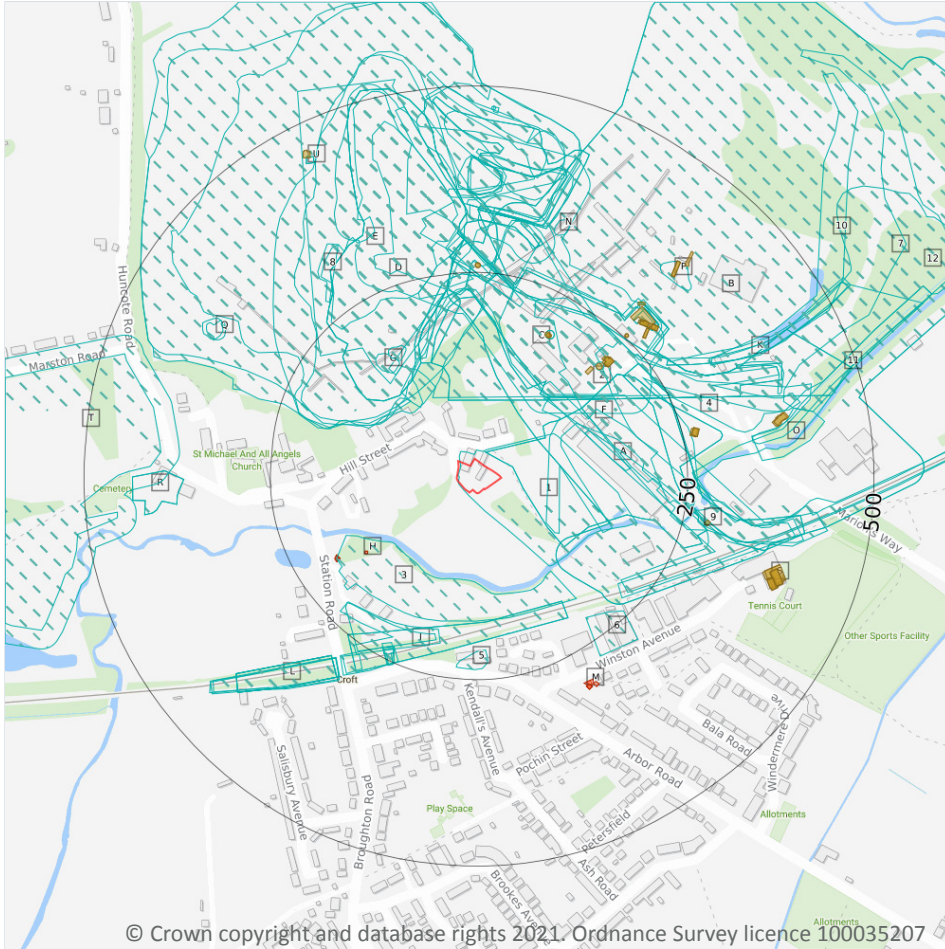 U
N
10
E
7
8
D
P
12
B
Q
C
K
G
Huncote Road
Marston Road
11
2
4
F
T
O
St Michael And All Angels
Church
Hill Street
A
Cemetery
R
1
250
500
9
Marions Way
H
3
Station Road
Tennis Court
6
J
Other Sports Facility
5
Winston Avenue
L
Croft
M
Kendall's Avenue
Bala Road
Windermere Drive
Salisbury Avenue
Pochin Street
Arbor Road
Broughton Road
Play Space
Petersfield
Allotments
Ash Road
Brookes Avenue
Allotments
© Crown copyright and database rights 2021. Ordnance Survey licence 100035207